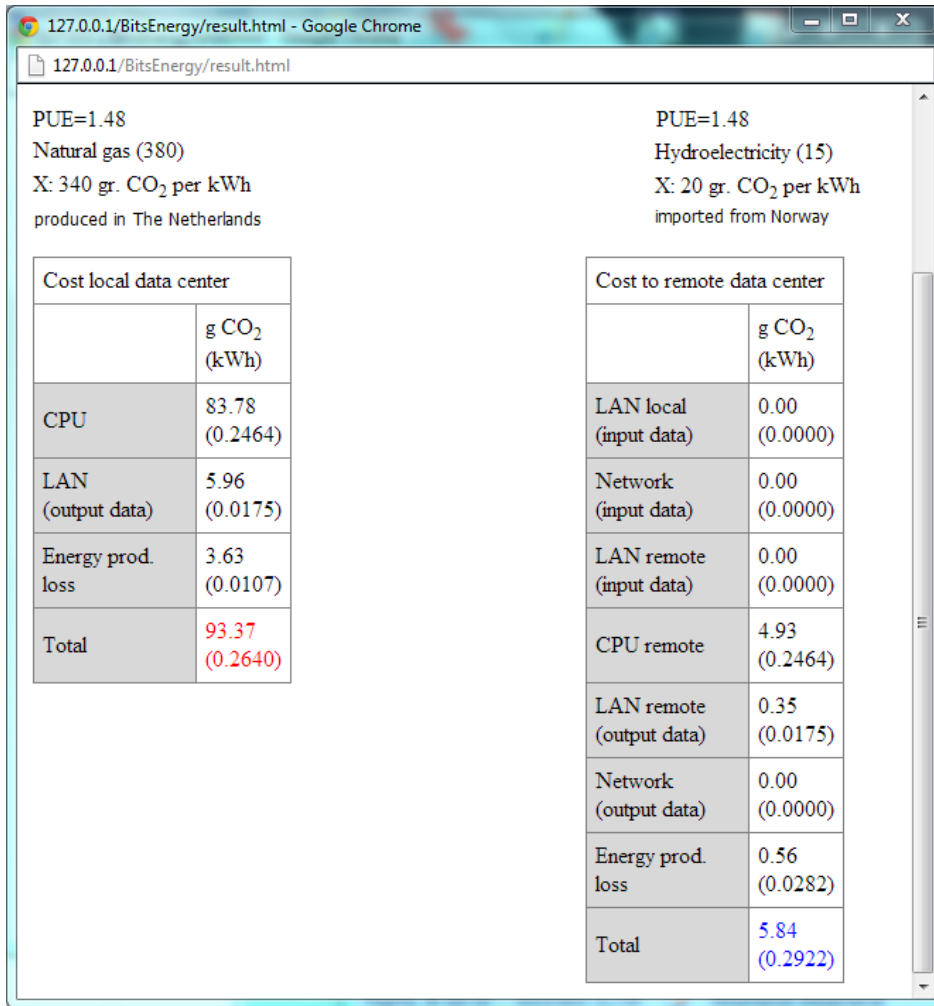 127.0.0.1/BitsEnergy/result.html - Google Chrome
127.0.0.1/BitsEnergy/result.html
PUE=1.48
Natural gas (380)
X: 340 gr. CO₂ per kWh
produced in The Netherlands
PUE=1.48
Hydroelectricity (15)
X: 20 gr. CO₂ per kWh
imported from Norway
Cost local data center
g CO₂
(kWh)
CPU
83.78
(0.2464)
LAN
(output data)
5.96
(0.0175)
Energy prod.
loss
3.63
(0.0107)
Total
93.37
(0.2640)
Cost to remote data center
g CO₂
(kWh)
LAN local
(input data)
0.00
(0.0000)
Network
(input data)
0.00
(0.0000)
LAN remote
(input data)
0.00
(0.0000)
CPU remote
4.93
(0.2464)
LAN remote
(output data)
0.35
(0.0175)
Network
(output data)
0.00
(0.0000)
Energy prod.
loss
0.56
(0.0282)
Total
5.84
(0.2922)